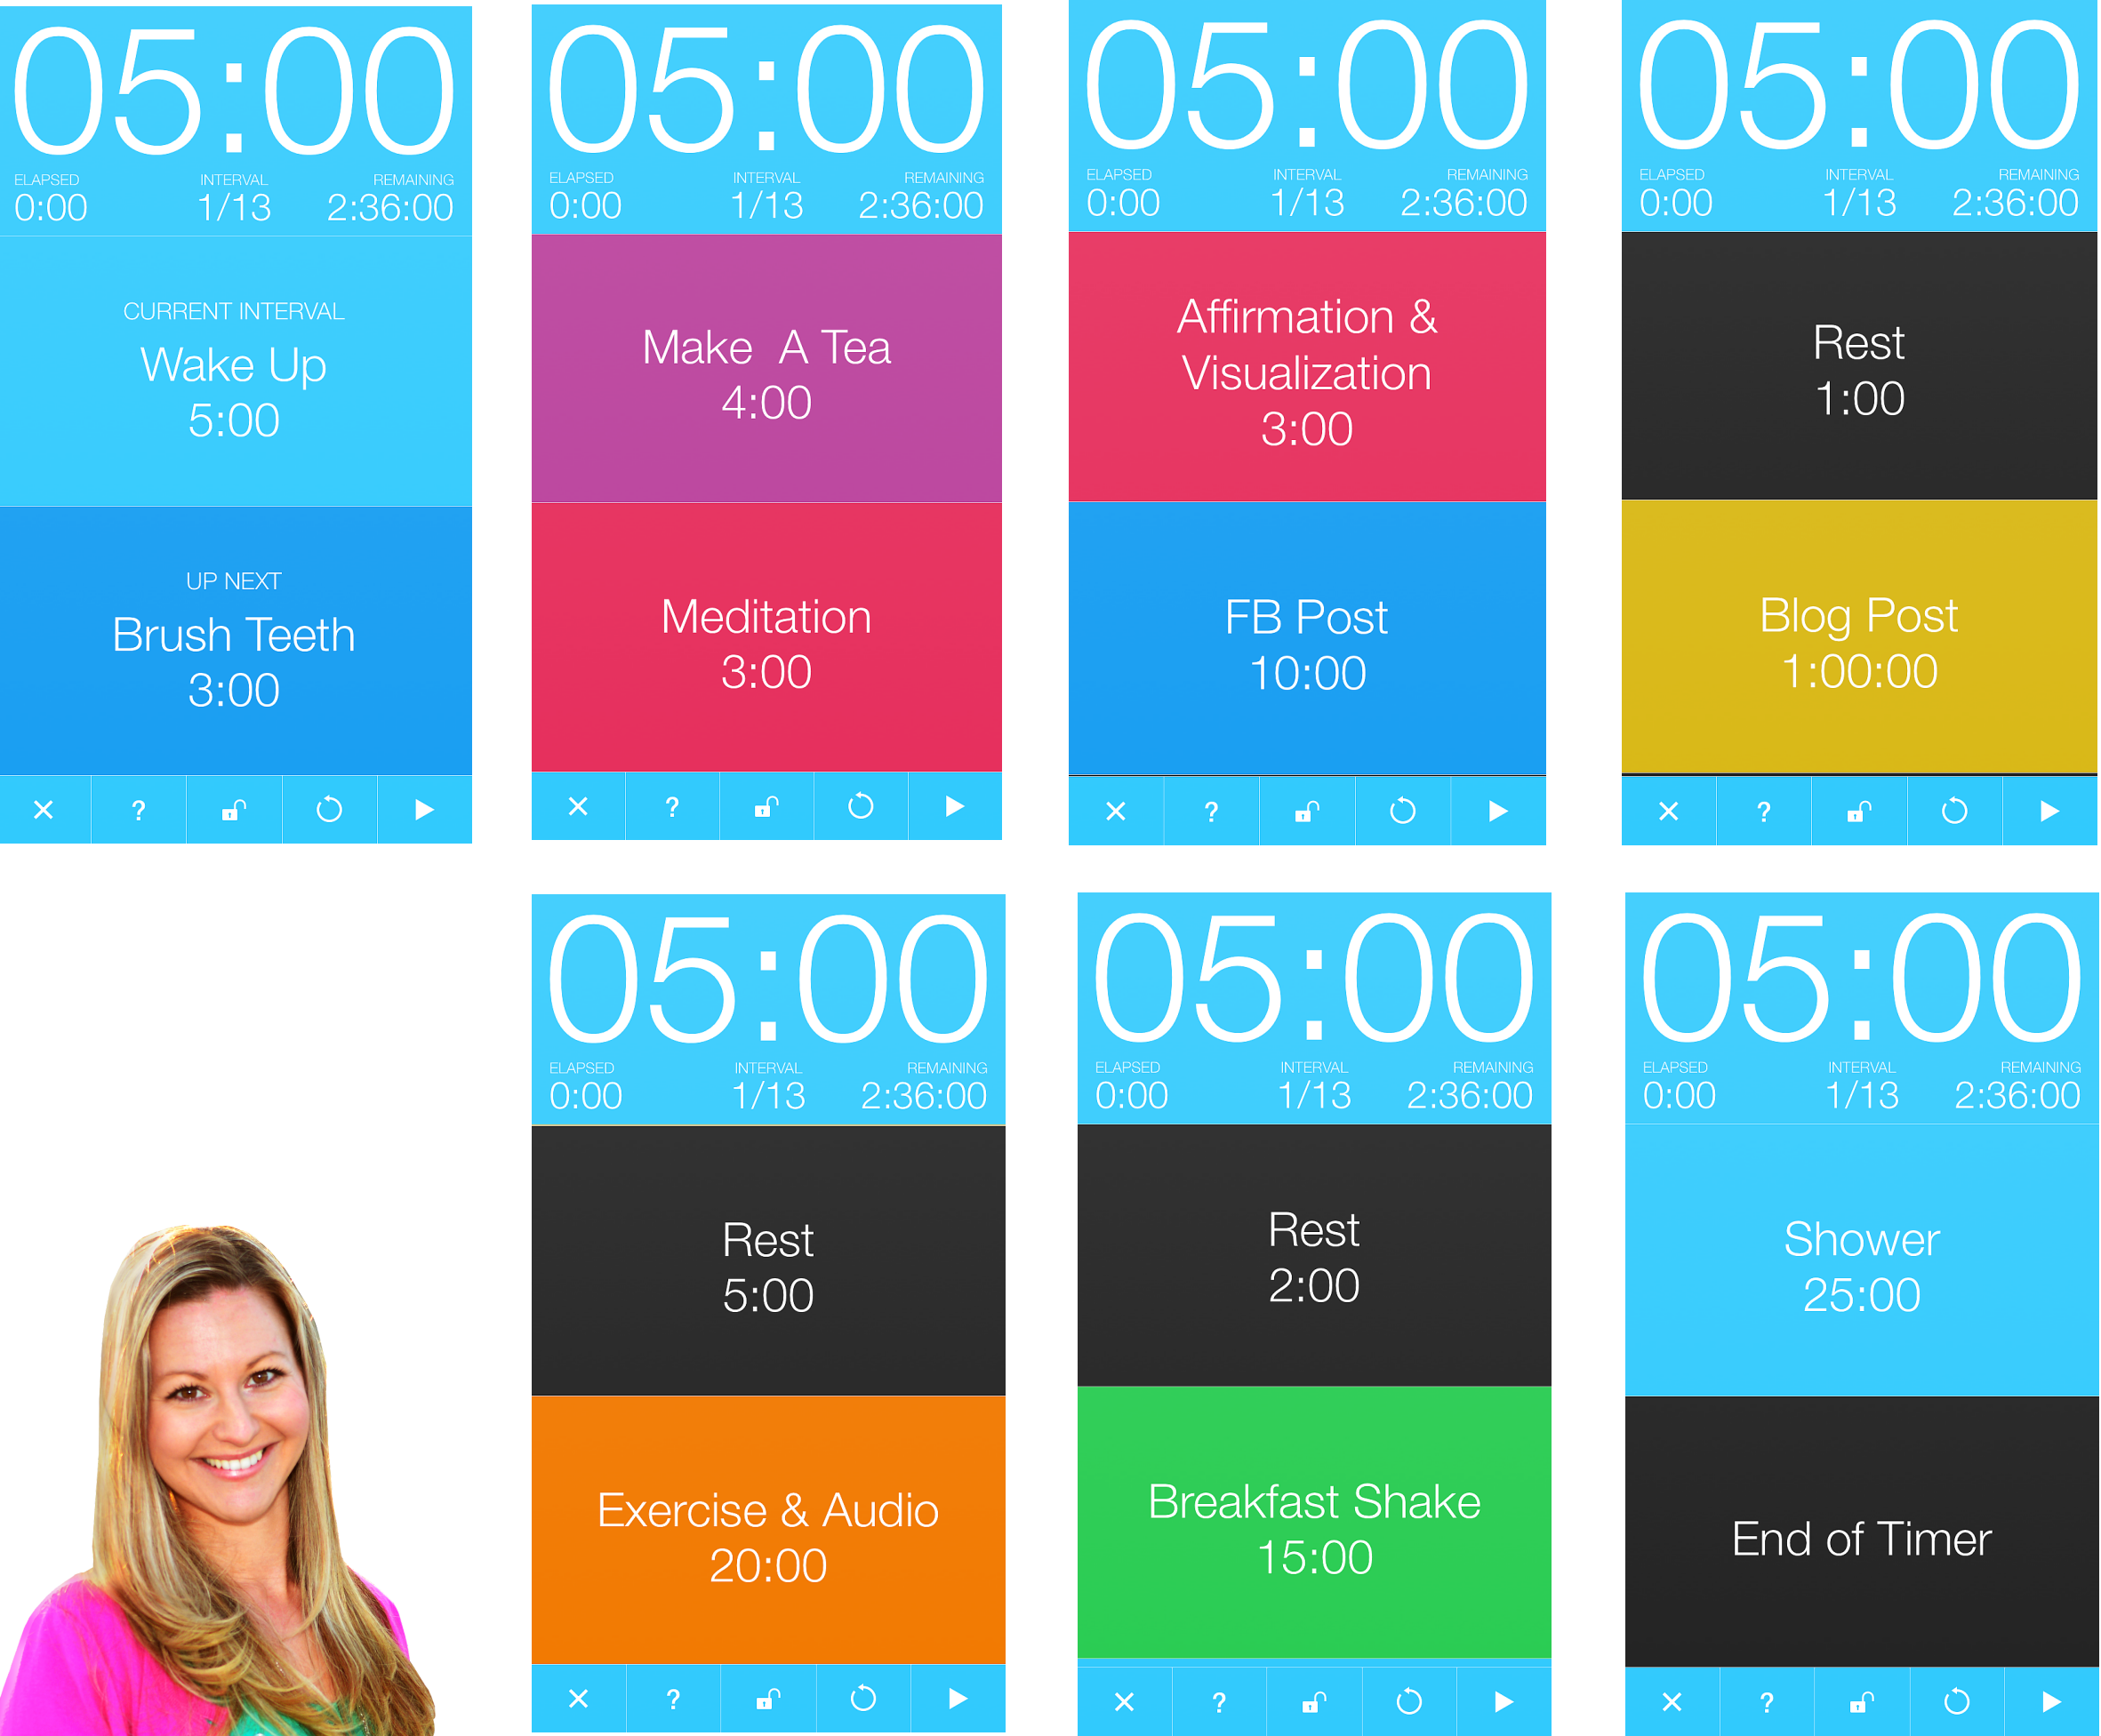 05:00
ELAPSED INTERVAL REMAINING
0:00 1/13 2:36:00
CURRENT INTERVAL
Wake Up
5:00
UP NEXT
Brush Teeth
3:00
?
05:00
ELAPSED INTERVAL REMAINING
0:00 1/13 2:36:00
Make A Tea
4:00
Meditation
3:00
?
05:00
ELAPSED INTERVAL REMAINING
0:00 1/13 2:36:00
Affirmation &
Visualization
3:00
FB Post
10:00
?
05:00
ELAPSED INTERVAL REMAINING
0:00 1/13 2:36:00
Rest
1:00
Blog Post
1:00:00
?
05:00
ELAPSED INTERVAL REMAINING
0:00 1/13 2:36:00
Rest
5:00
Exercise & Audio
20:00
?
05:00
ELAPSED INTERVAL REMAINING
0:00 1/13 2:36:00
Rest
2:00
Breakfast Shake
15:00
?
05:00
ELAPSED INTERVAL REMAINING
0:00 1/13 2:36:00
Shower
25:00
End of Timer
?